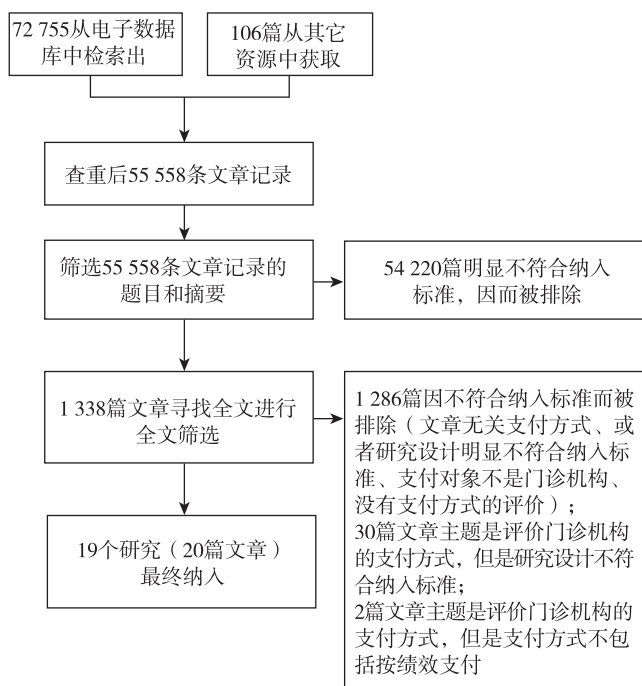 72 755从电子数据
库中检索出
106篇从其它
资源中获取
查重后55 558条文章记录
筛选55 558条文章记录的
题目和摘要
54 220篇明显不符合纳入
标准，因而被排除
1 338篇文章寻找全文进行
全文筛选
1 286篇因不符合纳入标准而被
排除（文章无关支付方式、或
者研究设计明显不符合纳入标
准、支付对象不是门诊机构、
没有支付方式的评价）；
30篇文章主题是评价门诊机构
的支付方式，但是研究设计不符
合纳入标准；
2篇文章主题是评价门诊机构的
支付方式，但是支付方式不包
括按绩效支付
19个研究（20篇文章）
最终纳入